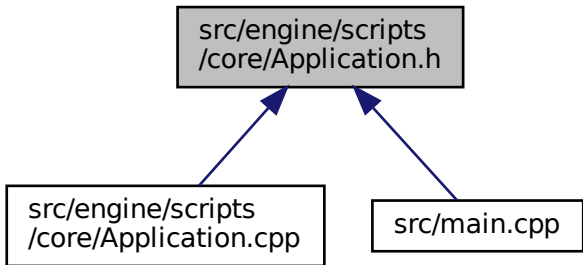 src/engine/scripts
/core/Application.h
src/engine/scripts
/core/Application.cpp
src/main.cpp